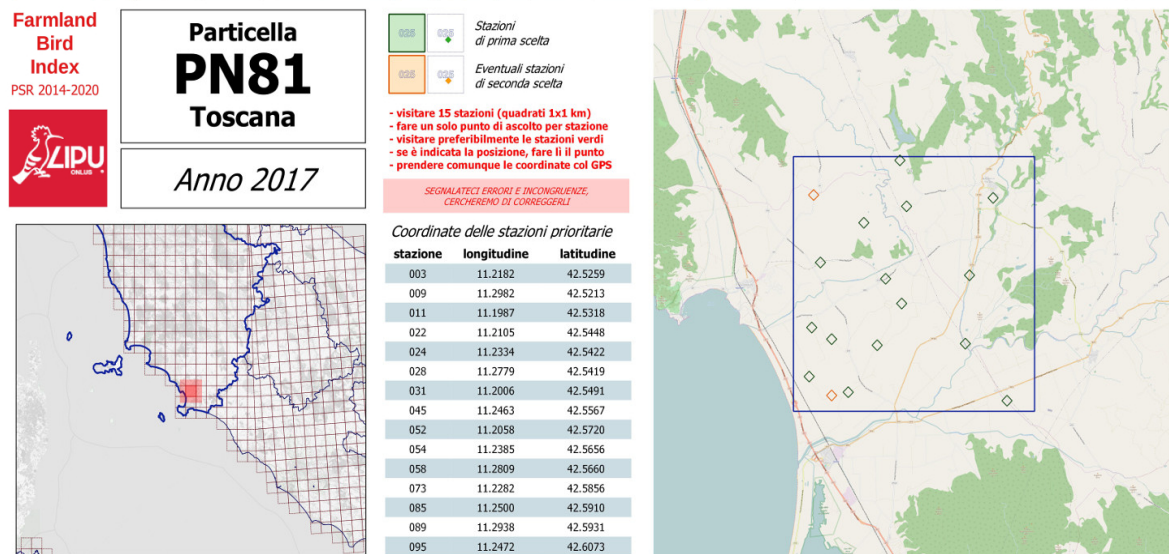 Farmland
Bird
Index
PSR 2014-2020
LIPU
ONLUS
Particella
PN81
Toscana
Anno 2017
025
025
Stazioni
di prima scelta
025
025
Eventuali stazioni
di seconda scelta
- visitare 15 stazioni (quadrati 1x1 km)
- fare un solo punto di ascolto per stazione
- visitare preferibilmente le stazioni verdi
- se è indicata la posizione, fare lì il punto
- prendere comunque le coordinate col GPS
SEGNALATECI ERRORI E INCONGRUENZE,
CERCHEREMO DI CORREGGERLI
Coordinate delle stazioni prioritarie
stazione longitudine latitudine
003 11.2182 42.5259
009 11.2982 42.5213
011 11.1987 42.5318
022 11.2105 42.5448
024 11.2334 42.5422
028 11.2779 42.5419
031 11.2006 42.5491
045 11.2463 42.5567
052 11.2058 42.5720
054 11.2385 42.5656
058 11.2809 42.5660
073 11.2282 42.5856
085 11.2500 42.5910
089 11.2938 42.5931
095 11.2472 42.6073